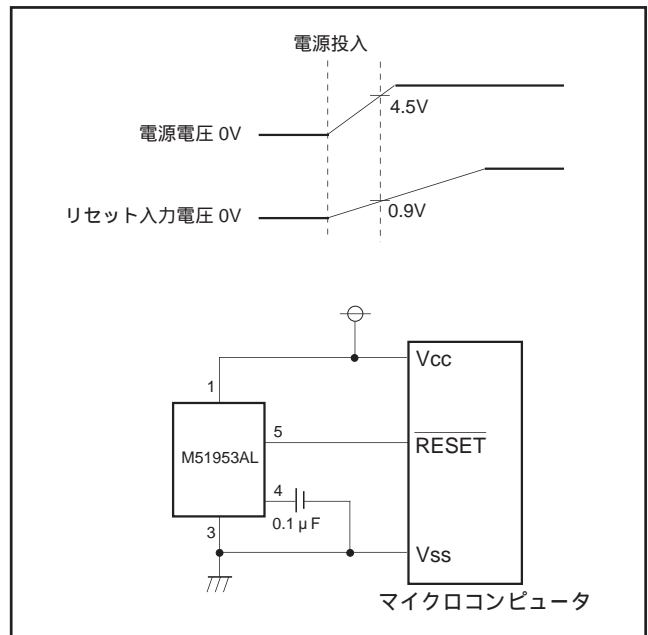 電源投入
4.5V
電源電圧 0V
リセット入力電圧 0V
0.9V
Vcc
1
5
RESET
M51953AL
4
0.1 μ F
3
Vss
マイクロコンピュータ